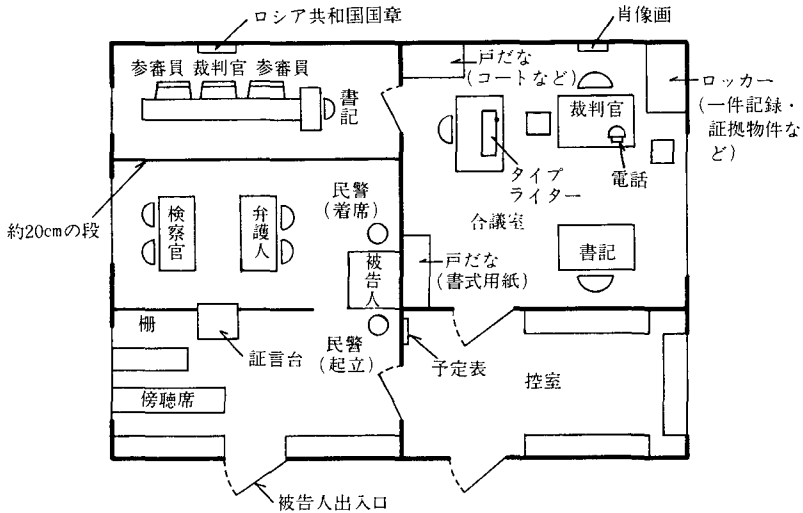 ロシア共和国国章
肖像画
参審員 裁判官 参審員
書記
戸だな
(コートなど)
裁判官
ロッカー
(一件記録・
証拠物件な
ど)
電話
タイプ
ライター
合議室
約20cmの段
検察官
弁護人
民警
(着席)
被告人
戸だな
(書式用紙)
書記
柵
証言台
民警
(起立)
予定表
傍聴席
控室
被告人出入口